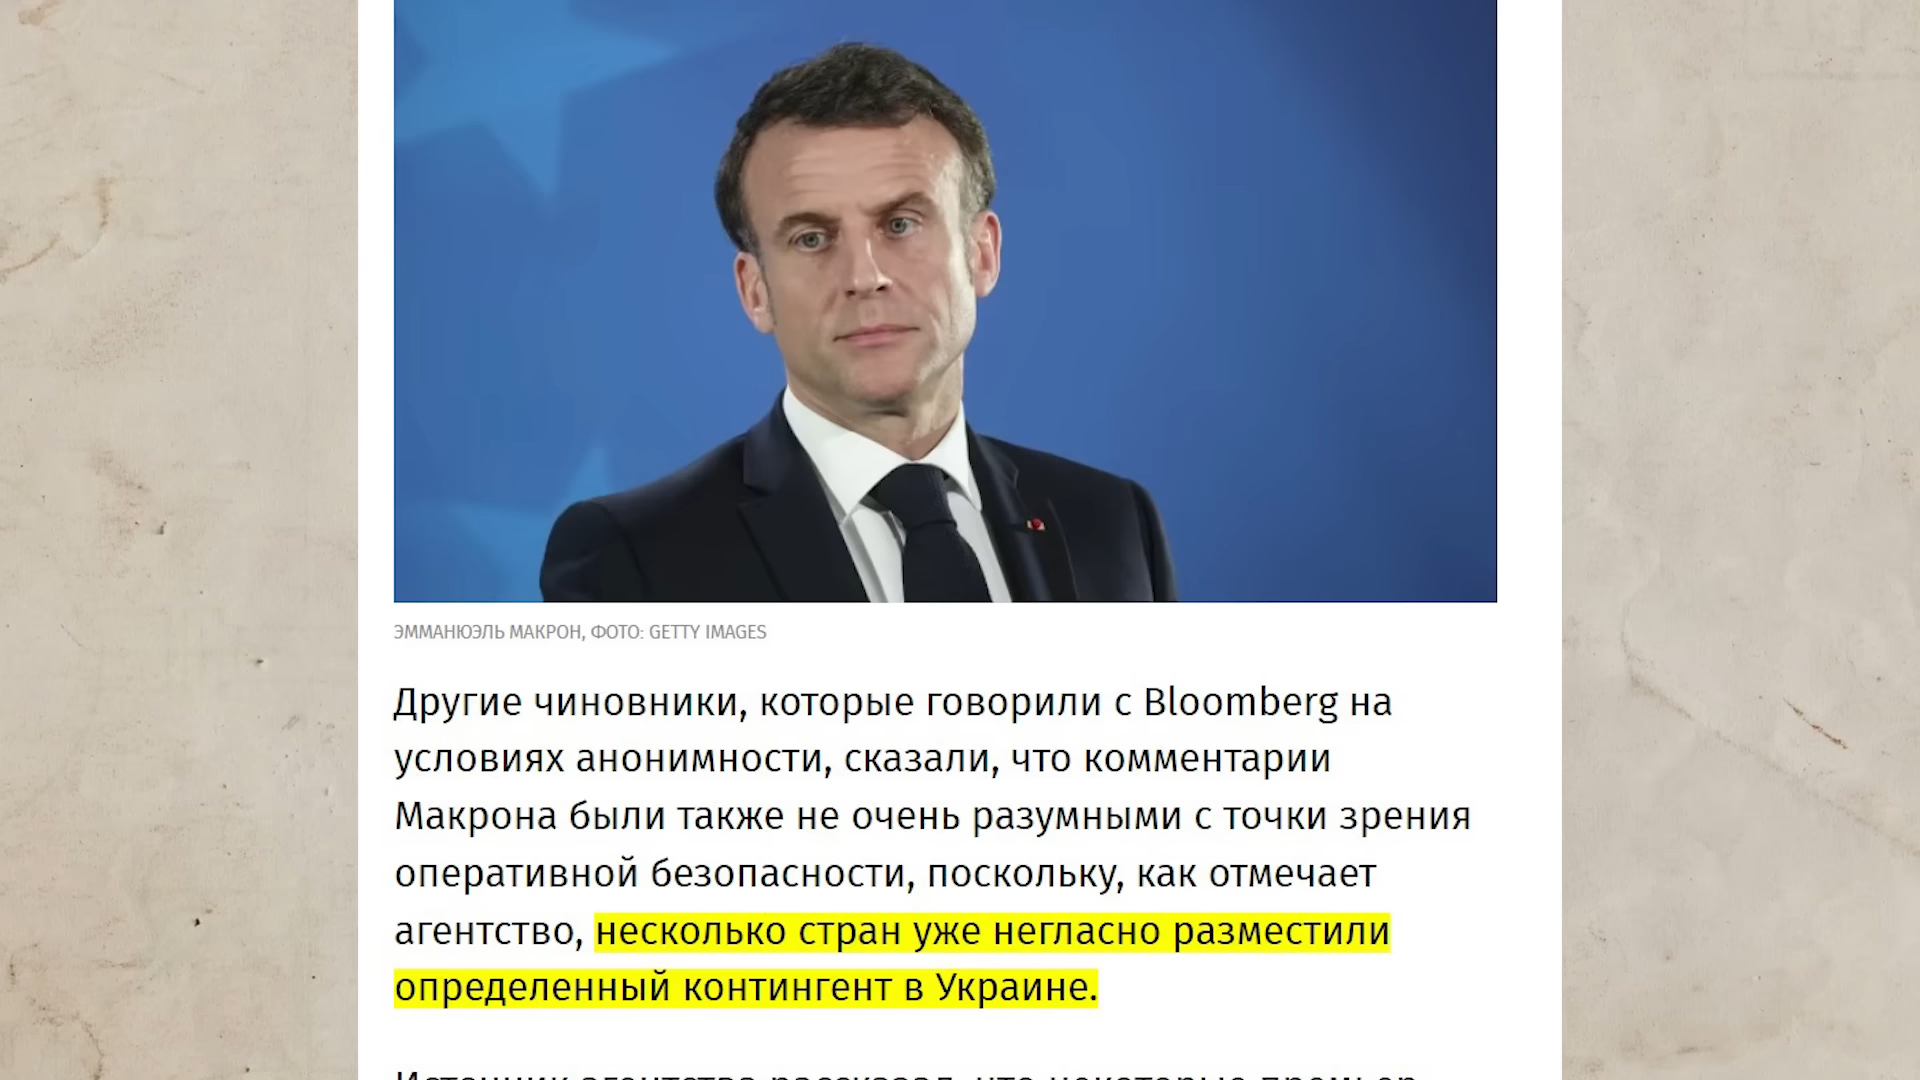 ЭММАНЮЭЛЬ МАКРОН, ФОТО: GETTY IMAGES
Другие чиновники, которые говорили с Bloomberg на
условиях анонимности, сказали, что комментарии
Макрона были также не очень разумными с точки зрения
оперативной безопасности, поскольку, как отмечает
агентство, несколько стран уже негласно разместили
определенный контингент в Украине.